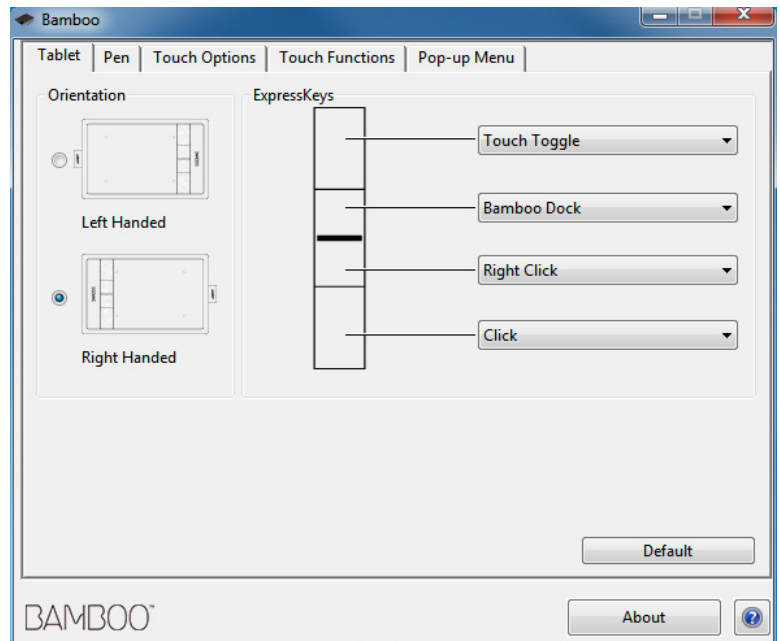 Bamboo
Tablet Pen Touch Options Touch Functions Pop-up Menu
Orientation
Left Handed
Right Handed
ExpressKeys
Touch Toggle
Bamboo Dock
Right Click
Click
Default
BAMBOO™
About
?